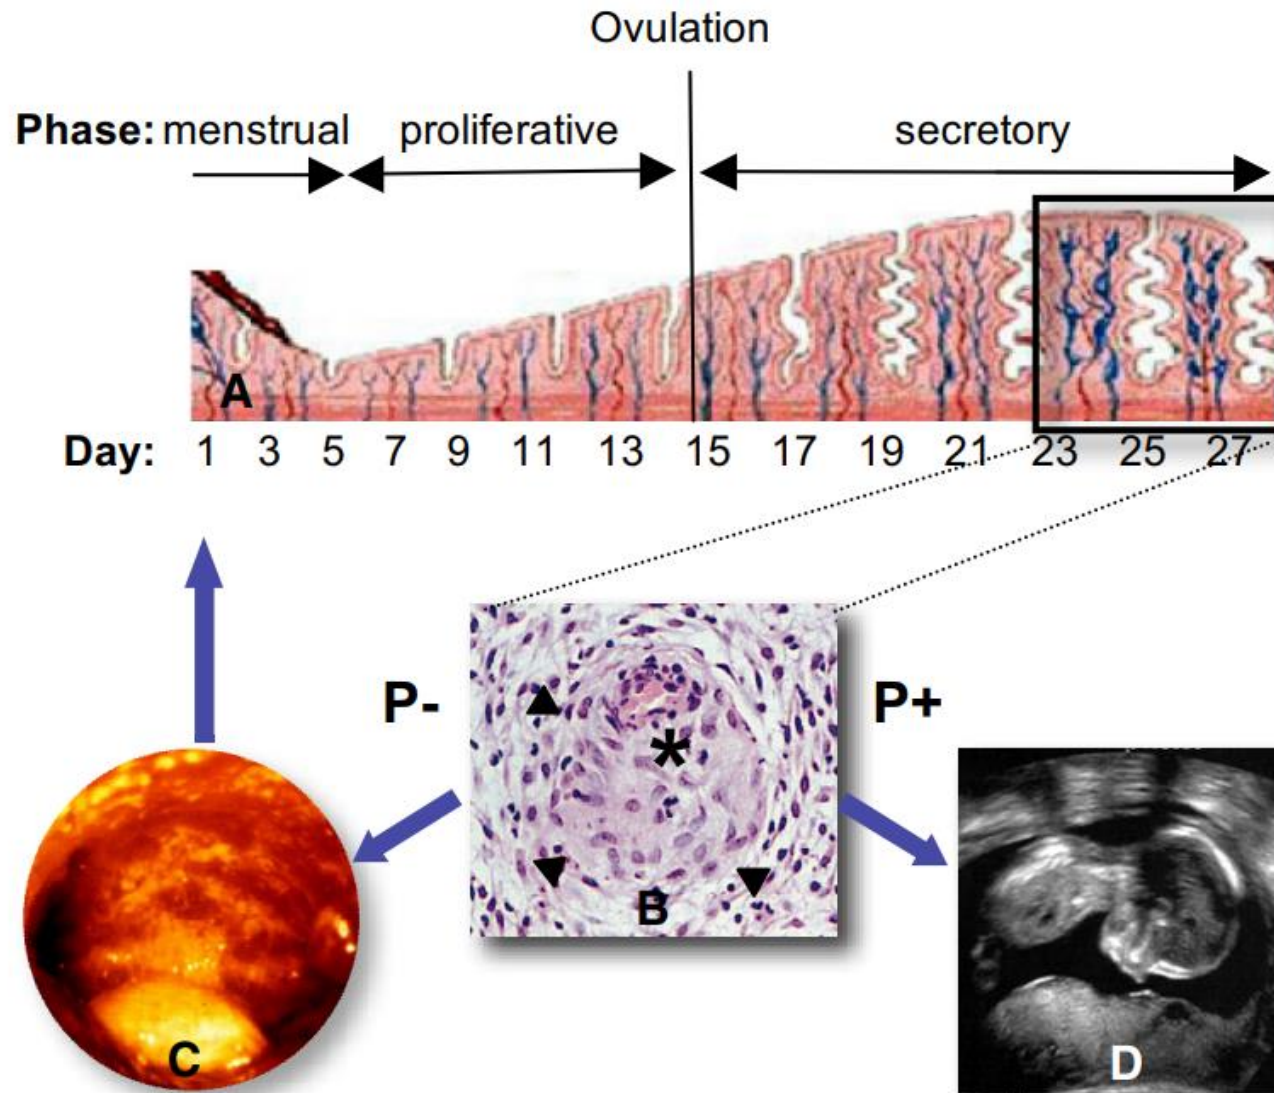 Ovulation
Phase: menstrual proliferative secretory
A
Day: 1 3 5 7 9 11 13 15 17 19 21 23 25 27
P- P+
*
B
C
D